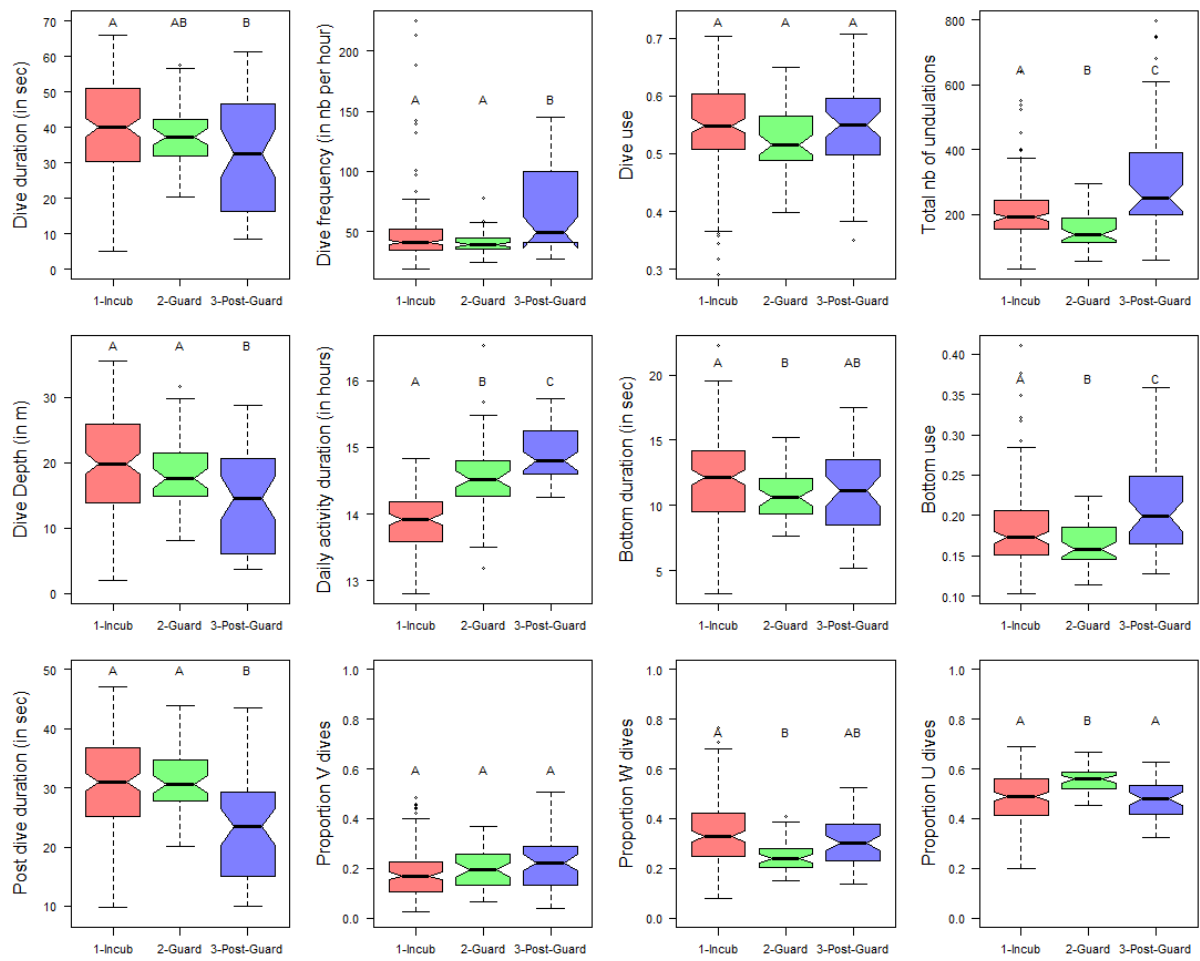 Dive duration (in sec)
70
60
50
40
30
20
10
0
A AB B
1-Incub 2-Guard 3-Post-Guard
Dive frequency (in nb per hour)
200
150
100
50
A A B
1-Incub 2-Guard 3-Post-Guard
Dive use
0.7
0.6
0.5
0.4
0.3
A A A
1-Incub 2-Guard 3-Post-Guard
Total nb of undulations
800
600
400
200
A B C
1-Incub 2-Guard 3-Post-Guard
Dive Depth (in m)
30
20
10
0
A A B
1-Incub 2-Guard 3-Post-Guard
Daily activity duration (in hours)
16
15
14
13
A B C
1-Incub 2-Guard 3-Post-Guard
Bottom duration (in sec)
20
15
10
5
A B AB
1-Incub 2-Guard 3-Post-Guard
Bottom use
0.40
0.35
0.30
0.25
0.20
0.15
0.10
A B C
1-Incub 2-Guard 3-Post-Guard
Post dive duration (in sec)
50
40
30
20
10
A A B
1-Incub 2-Guard 3-Post-Guard
Proportion V dives
1.0
0.8
0.6
0.4
0.2
0.0
A A A
1-Incub 2-Guard 3-Post-Guard
Proportion W dives
1.0
0.8
0.6
0.4
0.2
0.0
A B AB
1-Incub 2-Guard 3-Post-Guard
Proportion U dives
1.0
0.8
0.6
0.4
0.2
0.0
A B A
1-Incub 2-Guard 3-Post-Guard